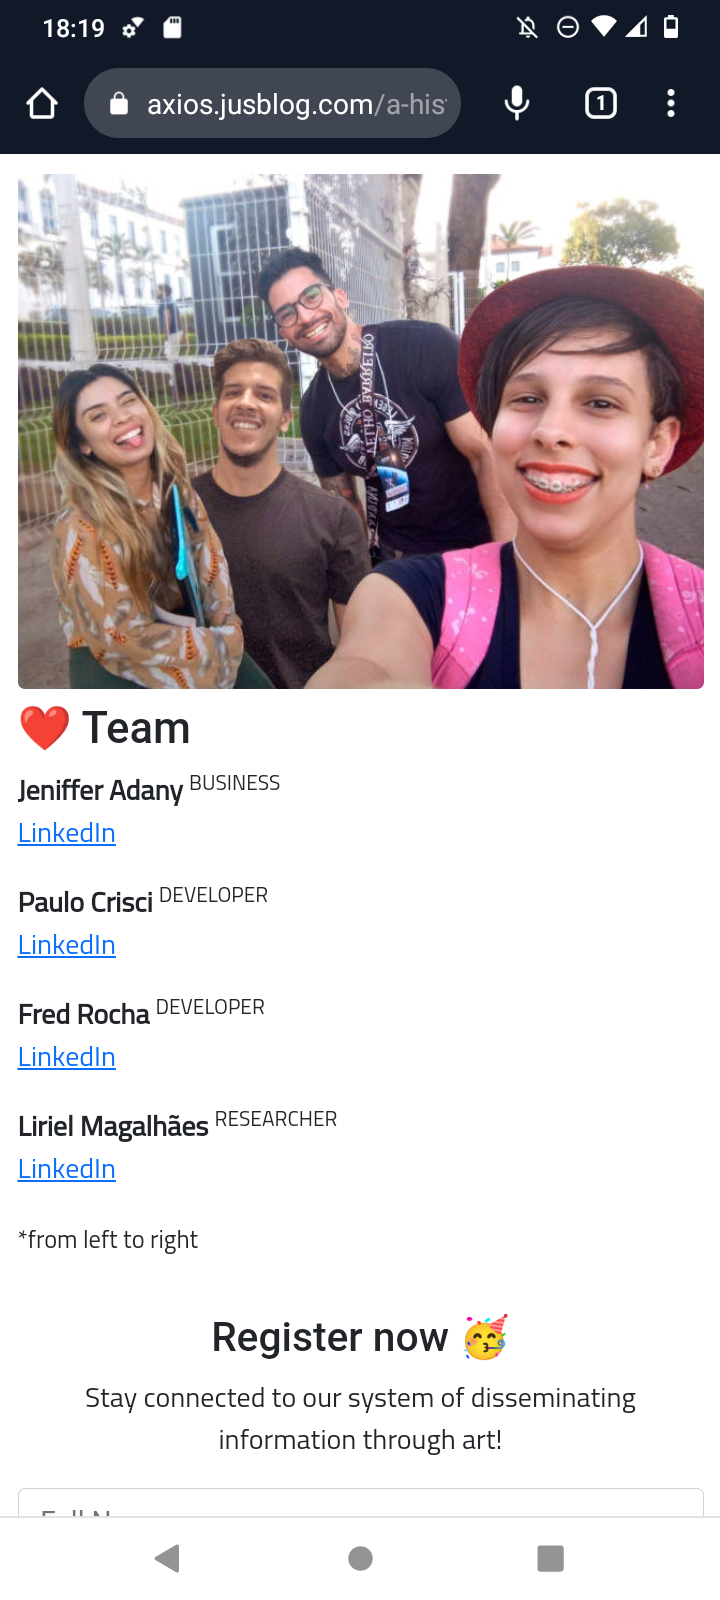 18:19
axios.jusblog.com/a-his
1
❤️ Team
Jeniffer Adany BUSINESS
LinkedIn
Paulo Crisci DEVELOPER
LinkedIn
Fred Rocha DEVELOPER
LinkedIn
Liriel Magalhães RESEARCHER
LinkedIn
*from left to right
Register now 🥳
Stay connected to our system of disseminating
information through art!